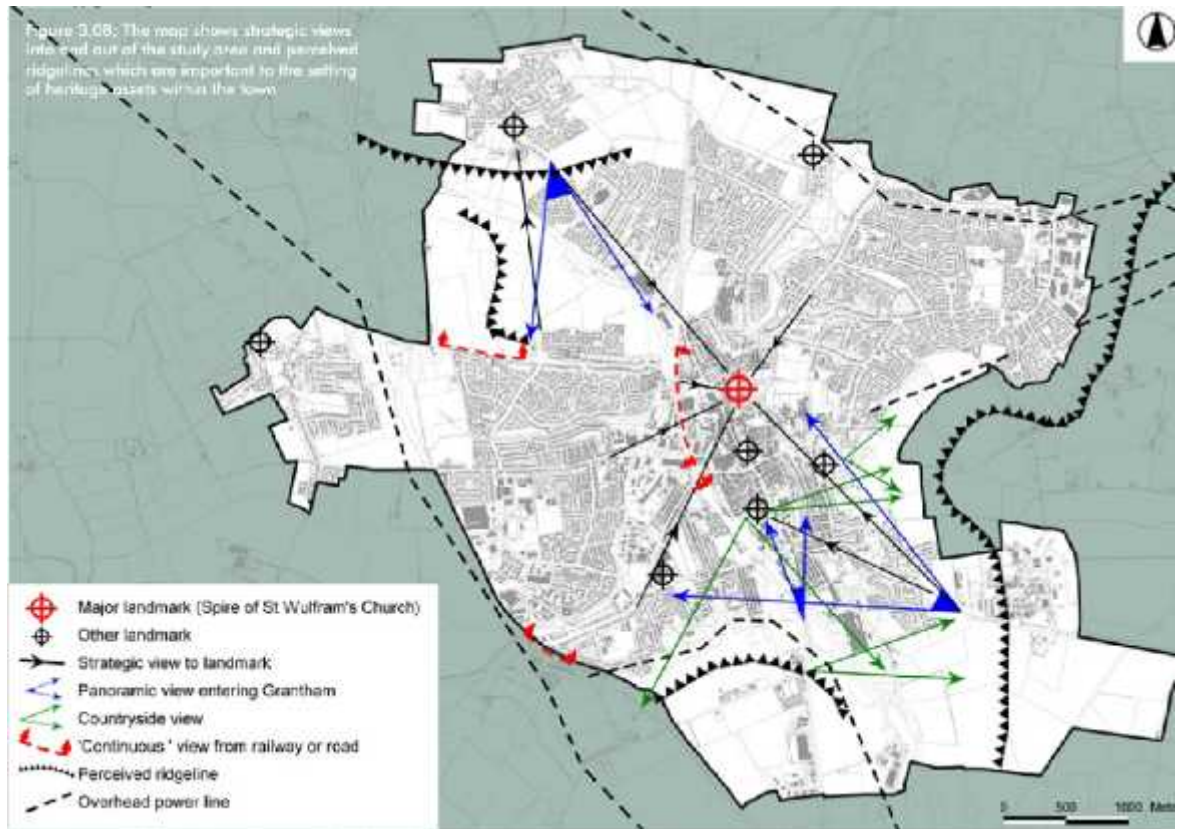 Figure 3.08: The map shows strategic views
into and out of the study area and perceived
ridgelines which are important to the setting
of heritage assets within the town
Major landmark (Spire of St Wulfram's Church)
Other landmark
Strategic view to landmark
Panoramic view entering Grantham
Countryside view
'Continuous ' view from railway or road
Perceived ridgeline
Overhead power line
0 500 1000 Mete